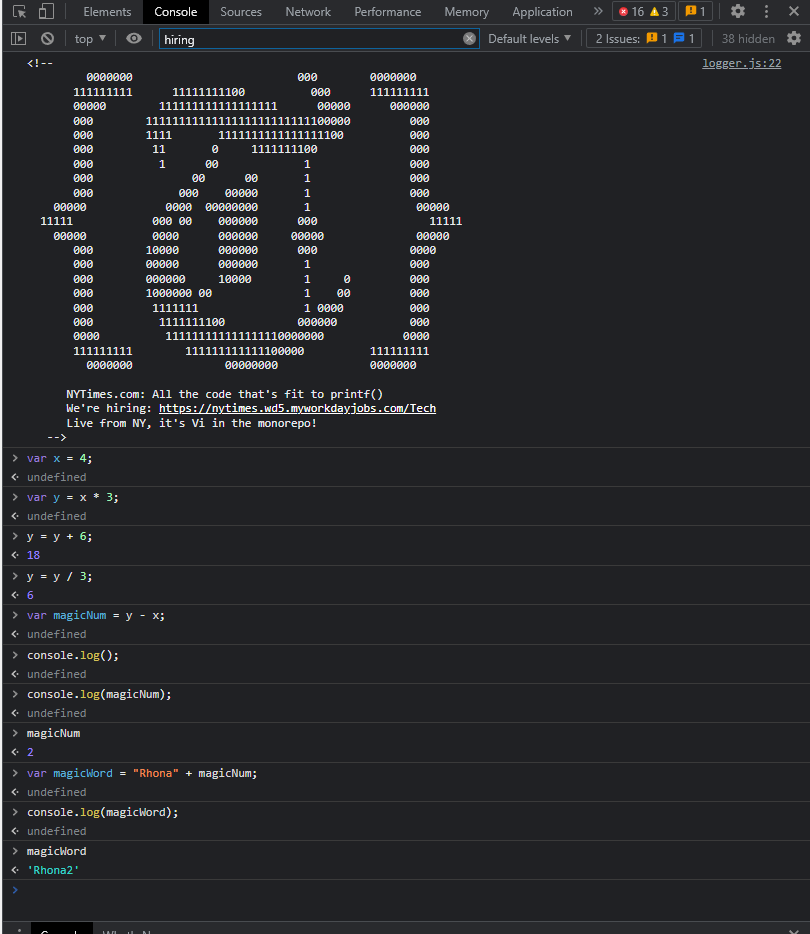 Elements Console Sources Network Performance Memory Application » 16 3 1
top hiring Default levels 2 Issues: 1 1 38 hidden
<!-- logger.js:22
0000000 000 0000000
111111111 11111111100 000 111111111
00000 111111111111111111 00000 000000
000 1111111111111111111111111100000 000
000 1111 1111111111111111100 000
000 11 0 1111111100 000
000 1 00 1 000
000 00 00 1 000
000 000 00000 1 000
00000 0000 00000000 1 00000
11111 000 00 000000 000 11111
00000 0000 000000 00000 00000
000 10000 000000 000 0000
000 00000 000000 1 000
000 000000 10000 1 0 000
000 1000000 00 1 00 000
000 1111111 1 0000 000
000 1111111100 000000 000
0000 111111111111111110000000 0000
111111111 111111111111100000 111111111
0000000 00000000 0000000
NYTimes.com: All the code that's fit to printf()
We're hiring: https://nytimes.wd5.myworkdayjobs.com/Tech
Live from NY, it's Vi in the monorepo!
-->
> var x = 4;
undefined
> var y = x * 3;
undefined
> y = y + 6;
18
> y = y / 3;
6
> var magicNum = y - x;
undefined
> console.log();
undefined
> console.log(magicNum);
undefined
> magicNum
2
> var magicWord = "Rhona" + magicNum;
undefined
> console.log(magicWord);
undefined
> magicWord
'Rhona2'
>